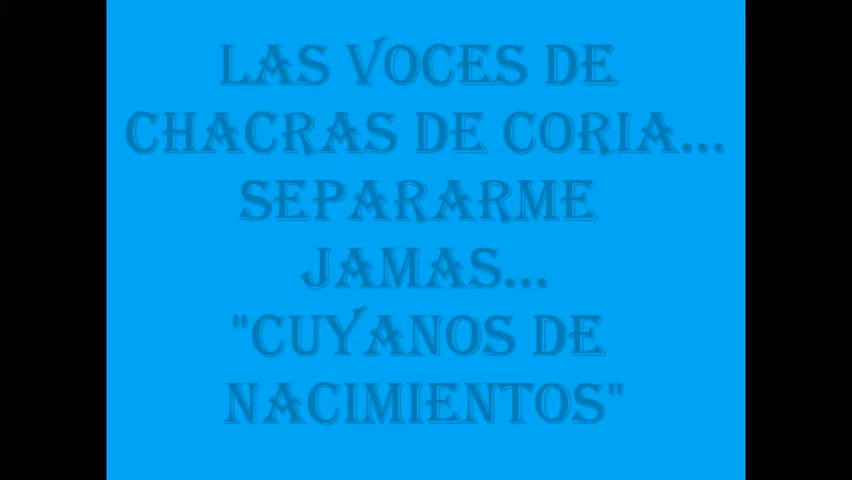 LAS VOCES DE
CHACRAS DE CORIA...
SEPARARME
JAMAS...
"CUYANOS DE
NACIMIENTOS"